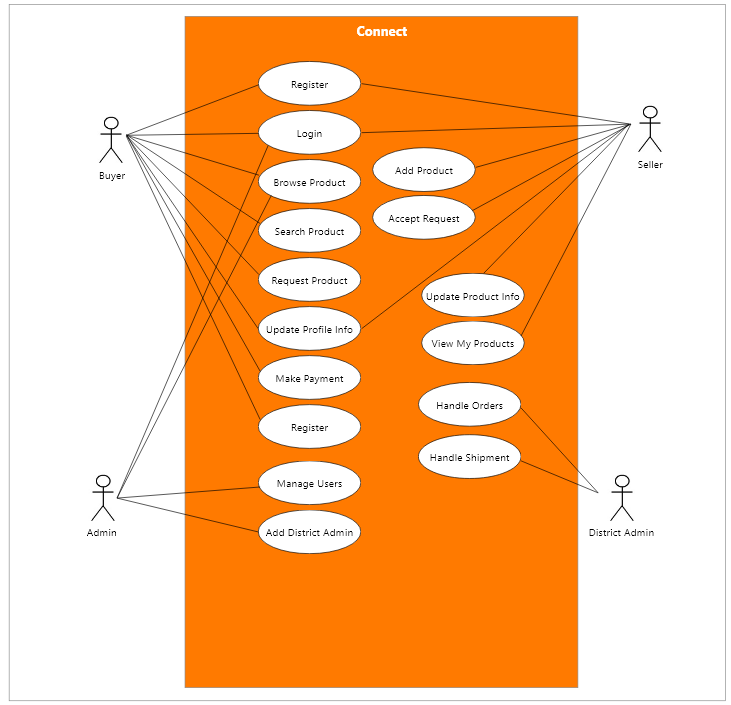 Connect
Register
Login
Browse Product
Search Product
Request Product
Update Profile Info
Make Payment
Register
Manage Users
Add District Admin
Add Product
Accept Request
Update Product Info
View My Products
Handle Orders
Handle Shipment
Buyer
Seller
Admin
District Admin